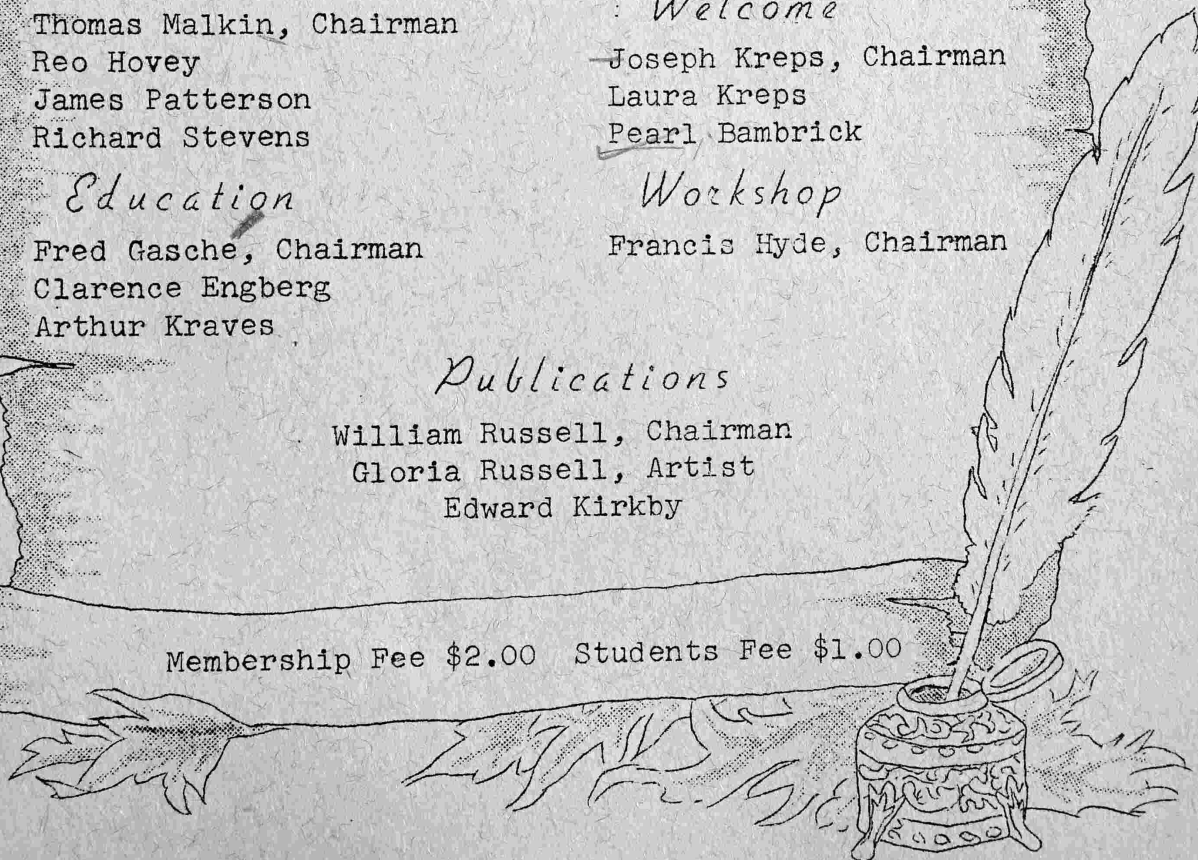 Thomas Malkin, Chairman
Reo Hovey
James Patterson
Richard Stevens
Education
Fred Gasche, Chairman
Clarence Engberg
Arthur Kraves
Welcome
Joseph Kreps, Chairman
Laura Kreps
Pearl Bambrick
Workshop
Francis Hyde, Chairman
Publications
William Russell, Chairman
Gloria Russell, Artist
Edward Kirkby
Membership Fee $2.00 Students Fee $1.00